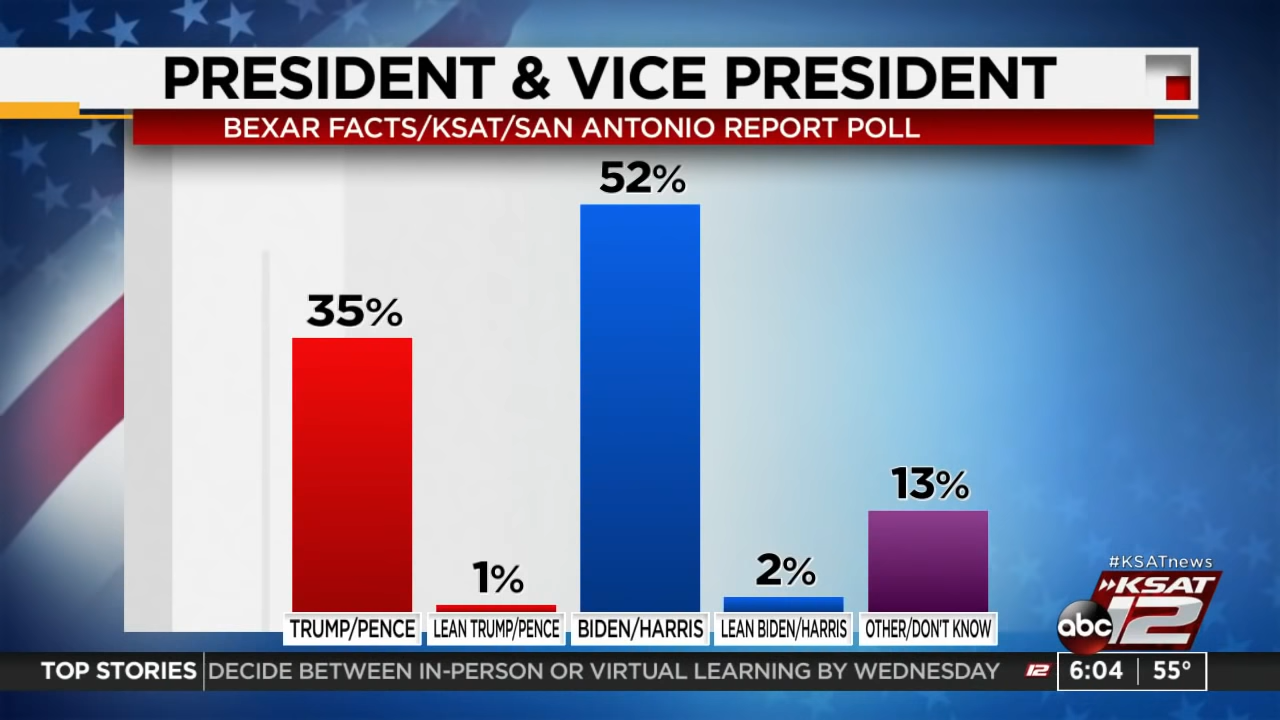 PRESIDENT & VICE PRESIDENT
BEXAR FACTS/KSAT/SAN ANTONIO REPORT POLL
52%
35%
13%
2%
1%
TRUMP/PENCE
LEAN TRUMP/PENCE
BIDEN/HARRIS
LEAN BIDEN/HARRIS
OTHER/DON'T KNOW
#KSATnews
KSAT
abc 12
TOP STORIES DECIDE BETWEEN IN-PERSON OR VIRTUAL LEARNING BY WEDNESDAY 12 6:04 55°